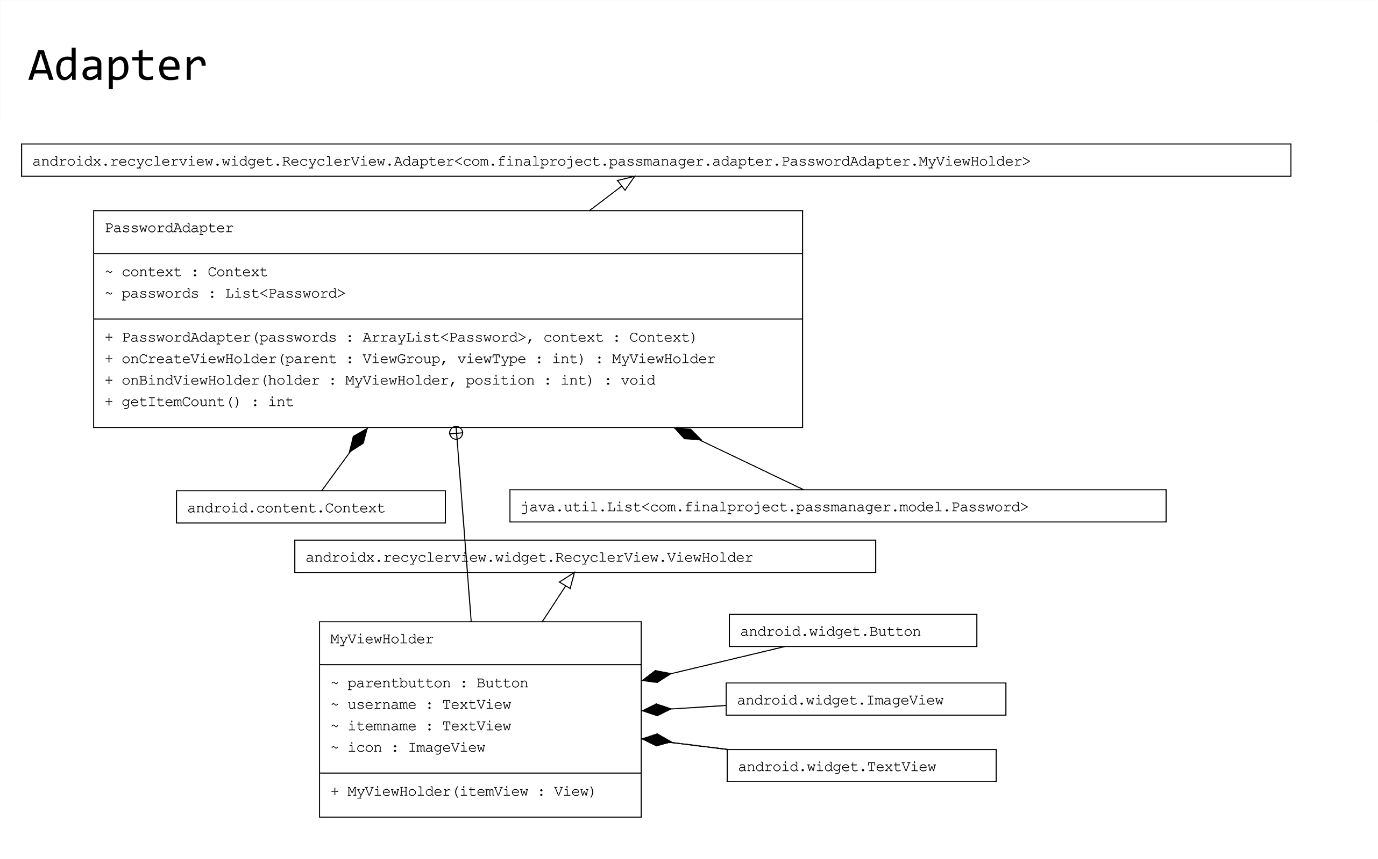 Adapter
androidx.recyclerview.widget.RecyclerView.Adapter<com.finalproject.passmanager.adapter.PasswordAdapter.MyViewHolder>
PasswordAdapter
~ context : Context
~ passwords : List<Password>
+ PasswordAdapter(passwords : ArrayList<Password>, context : Context)
+ onCreateViewHolder(parent : ViewGroup, viewType : int) : MyViewHolder
+ onBindViewHolder(holder : MyViewHolder, position : int) : void
+ getItemCount() : int
android.content.Context
java.util.List<com.finalproject.passmanager.model.Password>
androidx.recyclerview.widget.RecyclerView.ViewHolder
MyViewHolder
~ parentbutton : Button
~ username : TextView
~ itemname : TextView
~ icon : ImageView
+ MyViewHolder(itemView : View)
android.widget.Button
android.widget.ImageView
android.widget.TextView